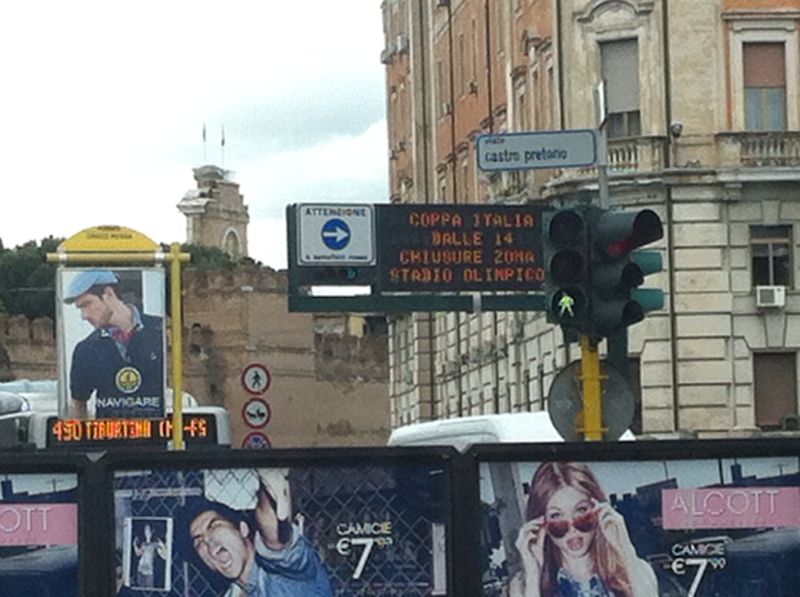 castro pretorio
ATTENZIONE
COPPA ITALIA
DALLE 14
CHIUSURE ZONA
STADIO OLIMPICO
NAVIGARE
490 TIBURTINA
OTT
CAMICIE
€7
ALCOTT
CAMICIE
€7